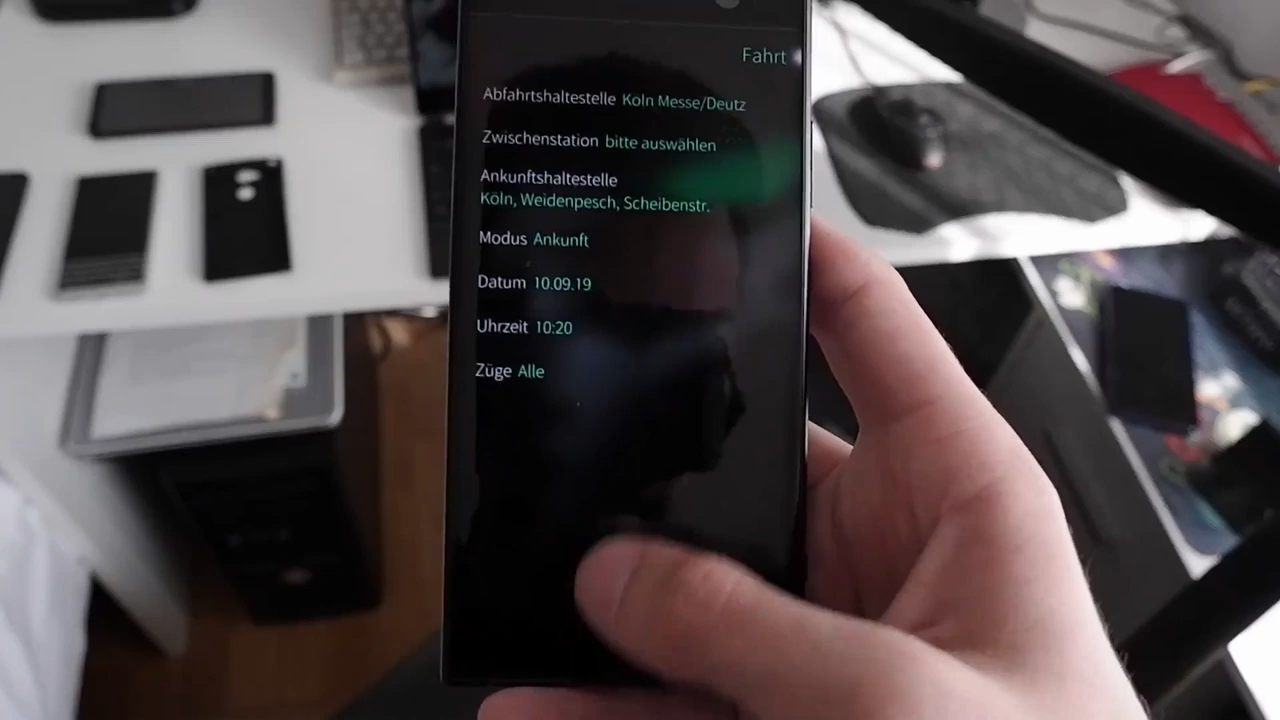 Fahrt
Abfahrtshaltestelle Köln Messe/Deutz
Zwischenstation bitte auswählen
Ankunftshaltestelle
Köln, Weidenpesch, Scheibenstr.
Modus Ankunft
Datum 10.09.19
Uhrzeit 10:20
Züge Alle